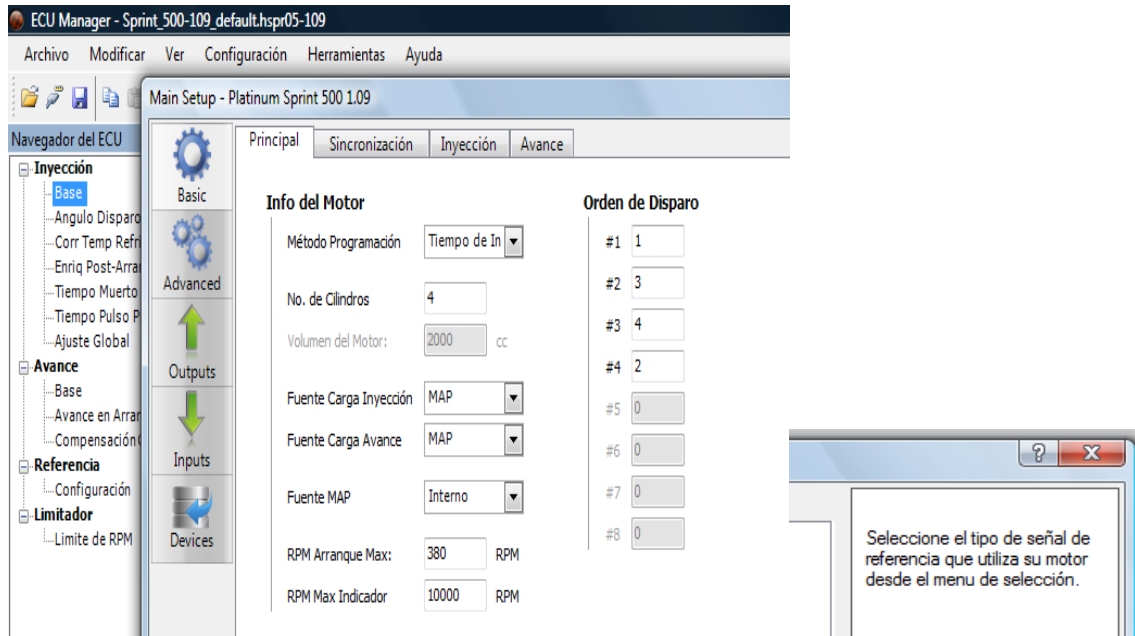 ECU Manager - Sprint_500-109_default.hspr05-109
Archivo Modificar Ver Configuración Herramientas Ayuda
Main Setup - Platinum Sprint 500 1.09
Navegador del ECU
Inyección
Base
Angulo Disparo
Corr Temp Refri
Enriq Post-Arra
Tiempo Muerto
Tiempo Pulso P
Ajuste Global
Avance
Base
Avance en Arran
Compensación
Referencia
Configuración
Limitador
Limite de RPM
Basic
Advanced
Outputs
Inputs
Devices
Principal Sincronización Inyección Avance
Info del Motor
Método Programación Tiempo de In
No. de Cilindros 4
Volumen del Motor: 2000 cc
Fuente Carga Inyección MAP
Fuente Carga Avance MAP
Fuente MAP Interno
RPM Arranque Max: 380 RPM
RPM Max Indicador 10000 RPM
Orden de Disparo
#1 1
#2 3
#3 4
#4 2
#5 0
#6 0
#7 0
#8 0
Seleccione el tipo de señal de
referencia que utiliza su motor
desde el menu de selección.